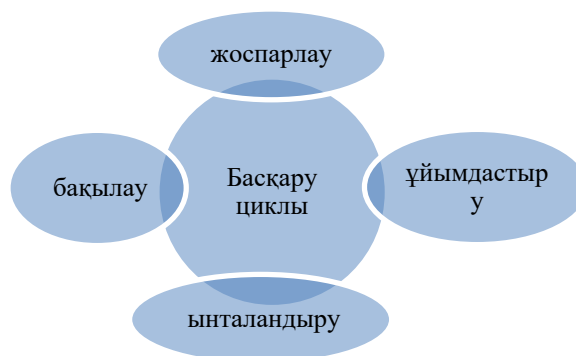 жоспарлау
бақылау
Басқару
циклы
ұйымдастыр
у
ынталандыру